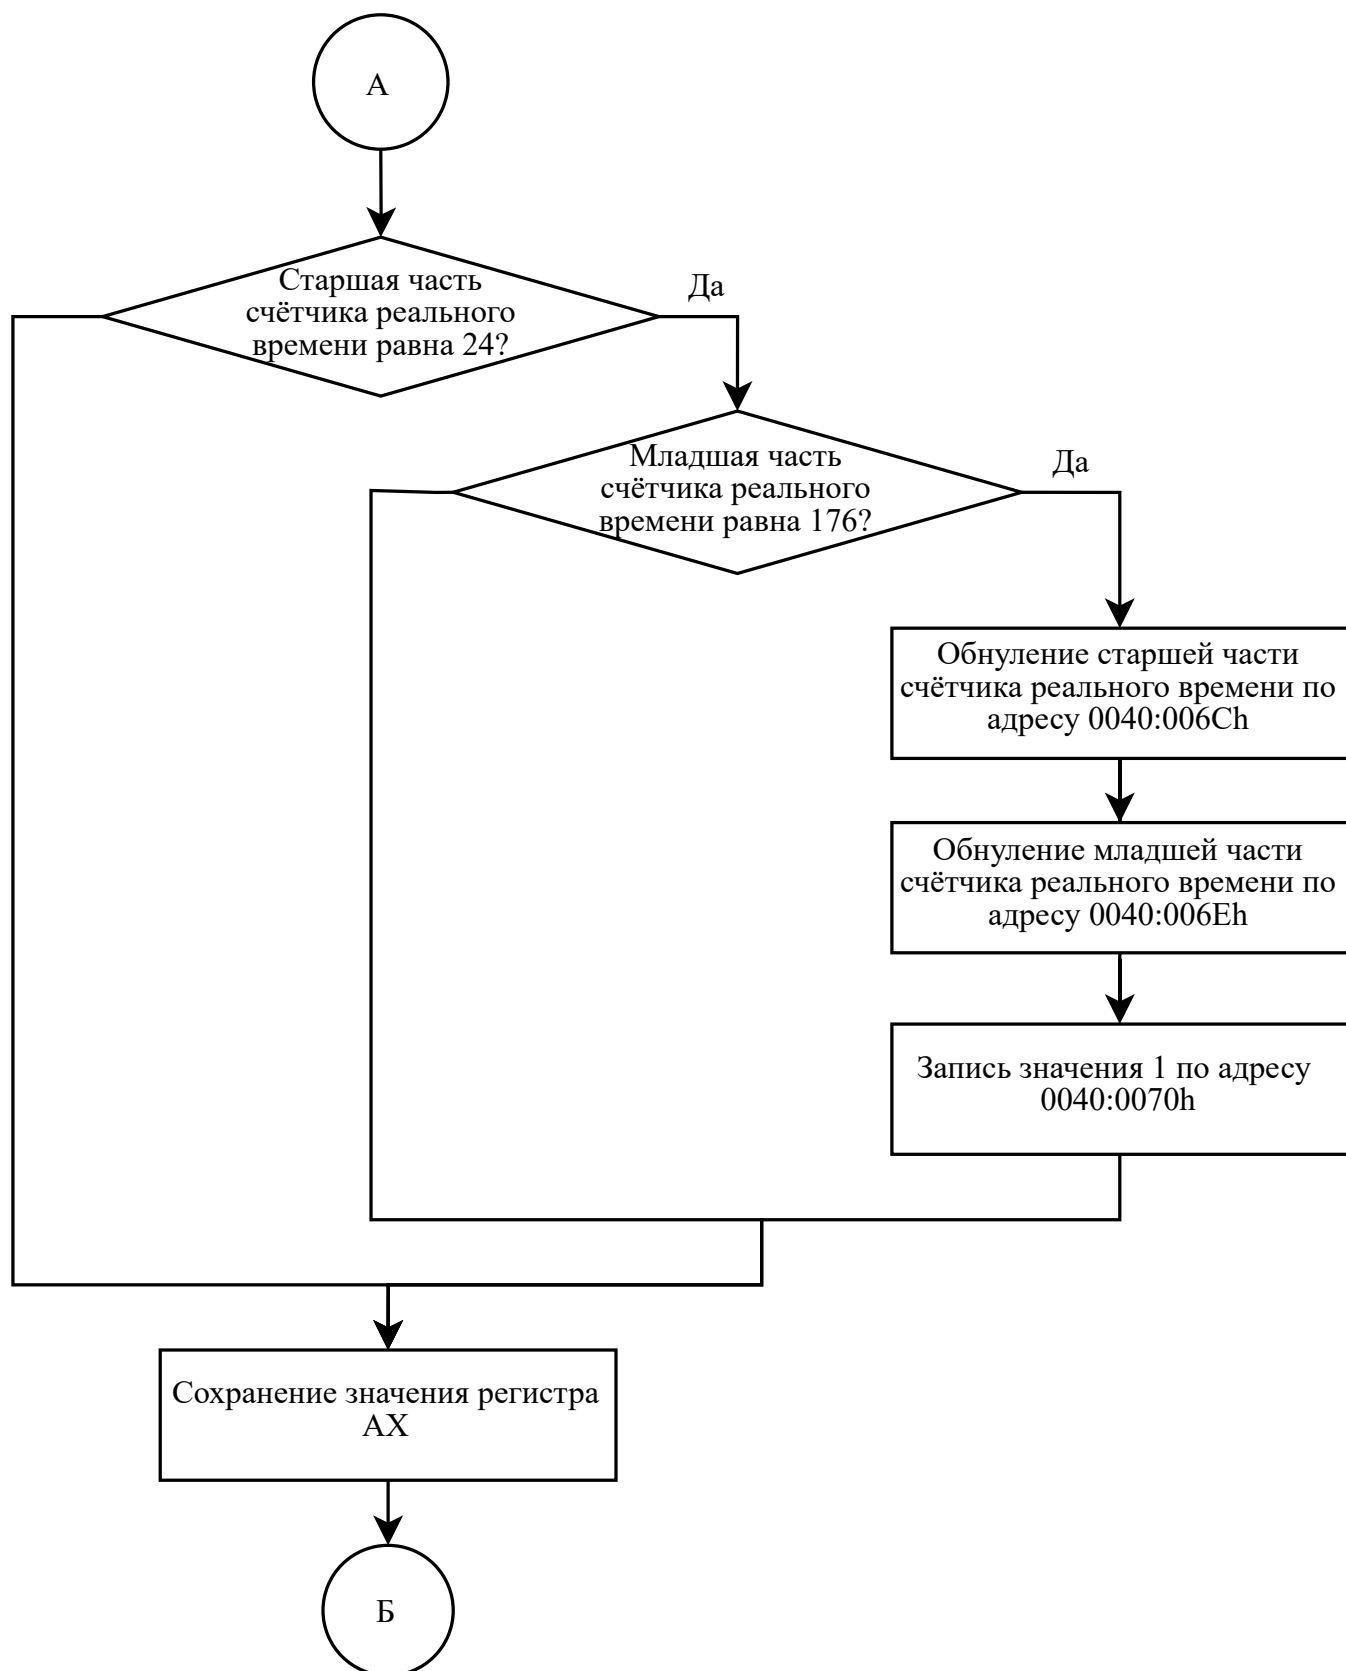 А
Старшая часть
счётчика реального
времени равна 24?
Да
Младшая часть
счётчика реального
времени равна 176?
Да
Обнуление старшей части
счётчика реального времени по
адресу 0040:006Ch
Обнуление младшей части
счётчика реального времени по
адресу 0040:006Eh
Запись значения 1 по адресу
0040:0070h
Сохранение значения регистра
AX
Б